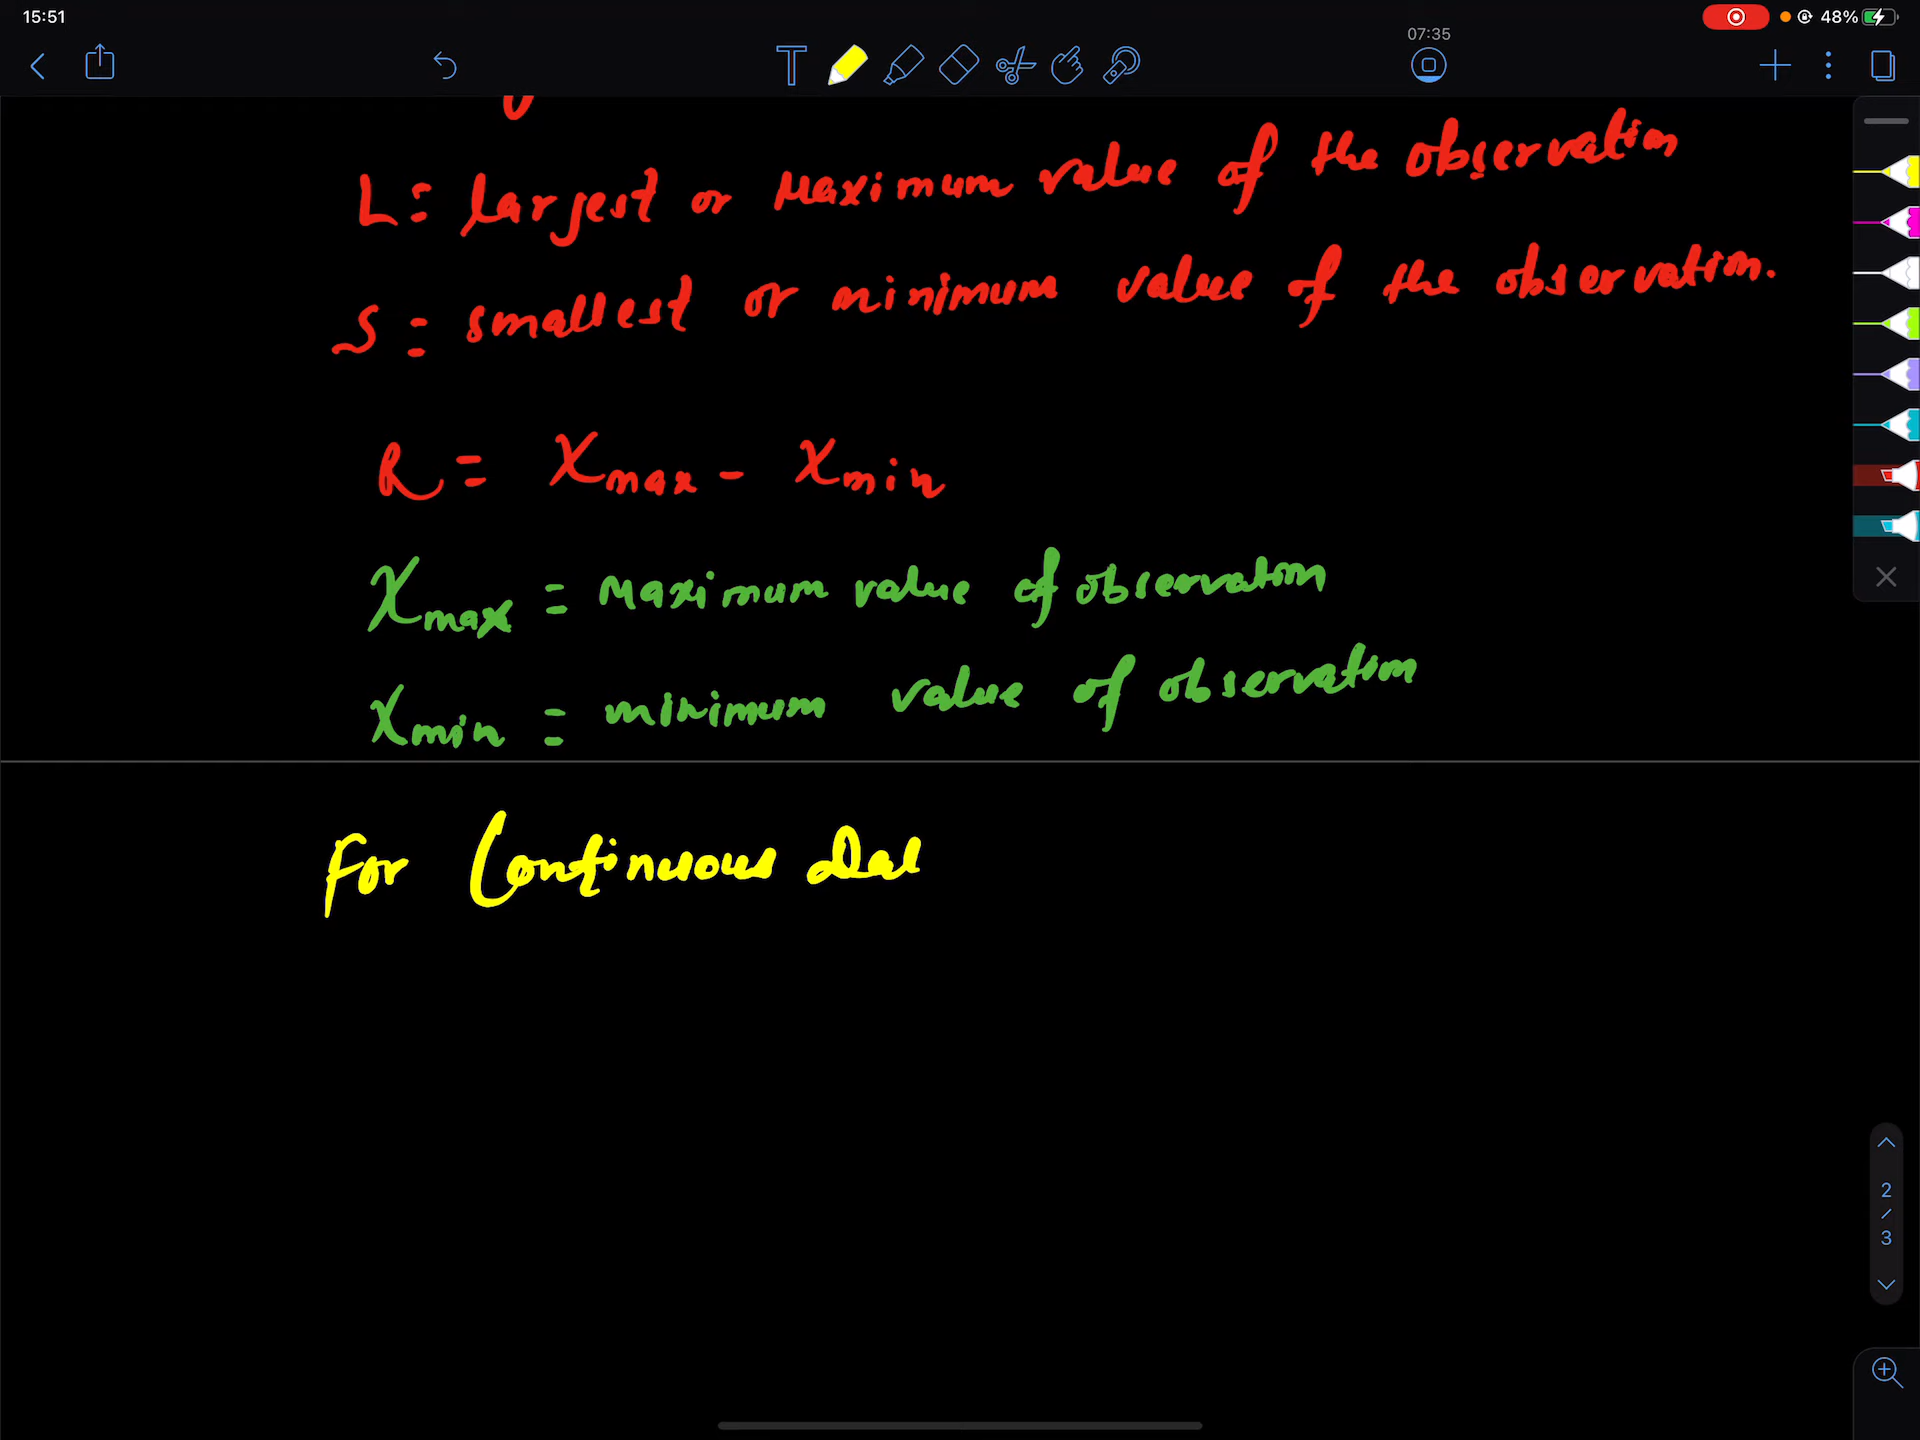 15:51
48%
07:35
L = largest or Maximum value of the observation
S = smallest or minimum value of the observation.
R = Xmax - Xmin
Xmax = Maximum value of observation
Xmin = minimum value of observation
For Continuous Dat
2
/
3